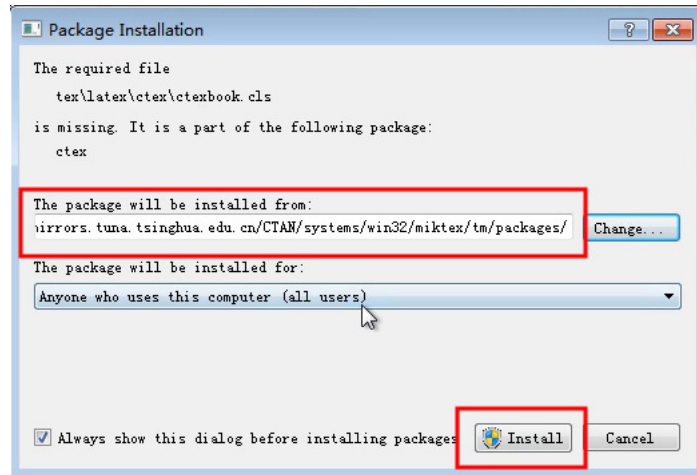 Package Installation
The required file
tex\latex\ctex\ctexbook.cls
is missing. It is a part of the following package:
ctex
The package will be installed from:
irrors.tuna.tsinghua.edu.cn/CTAN/systems/win32/miktex/tm/packages/
Change...
The package will be installed for:
Anyone who uses this computer (all users)
Always show this dialog before installing packages
Install
Cancel